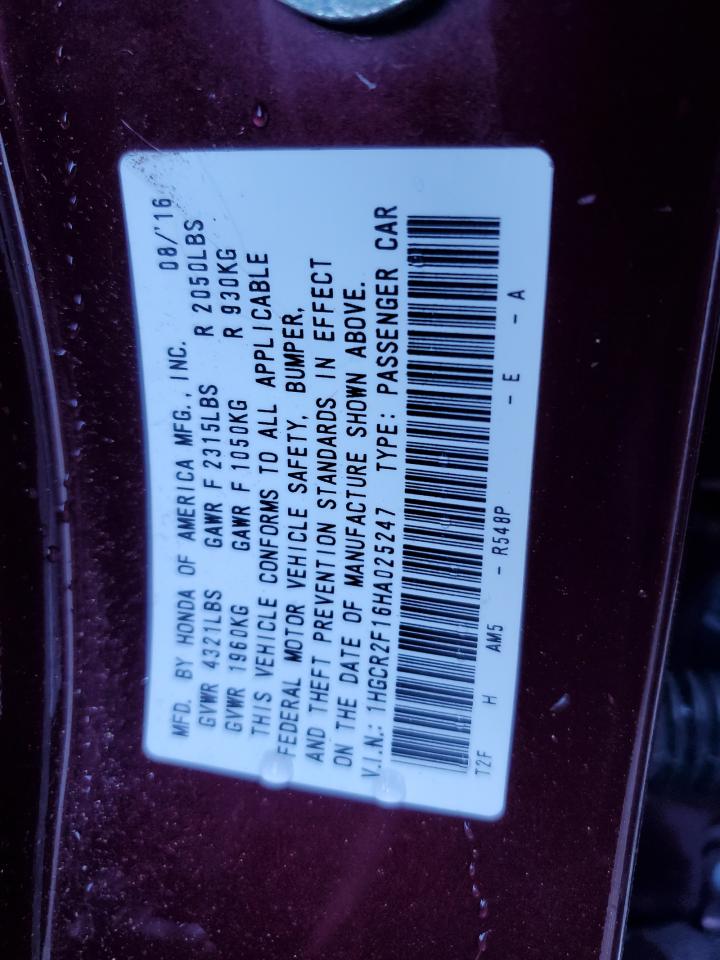 MFD. BY HONDA OF AMERICA MFG., INC. 08/'16
GVWR 4321LBS GAWR F 2315LBS R 2050LBS
GVWR 1960KG GAWR F 1050KG R 930KG
THIS VEHICLE CONFORMS TO ALL APPLICABLE
FEDERAL MOTOR VEHICLE SAFETY, BUMPER,
AND THEFT PREVENTION STANDARDS IN EFFECT
ON THE DATE OF MANUFACTURE SHOWN ABOVE.
V.I.N.: 1HGCR2F16HA025247 TYPE: PASSENGER CAR
T2F H AM5 - R548P - E - A